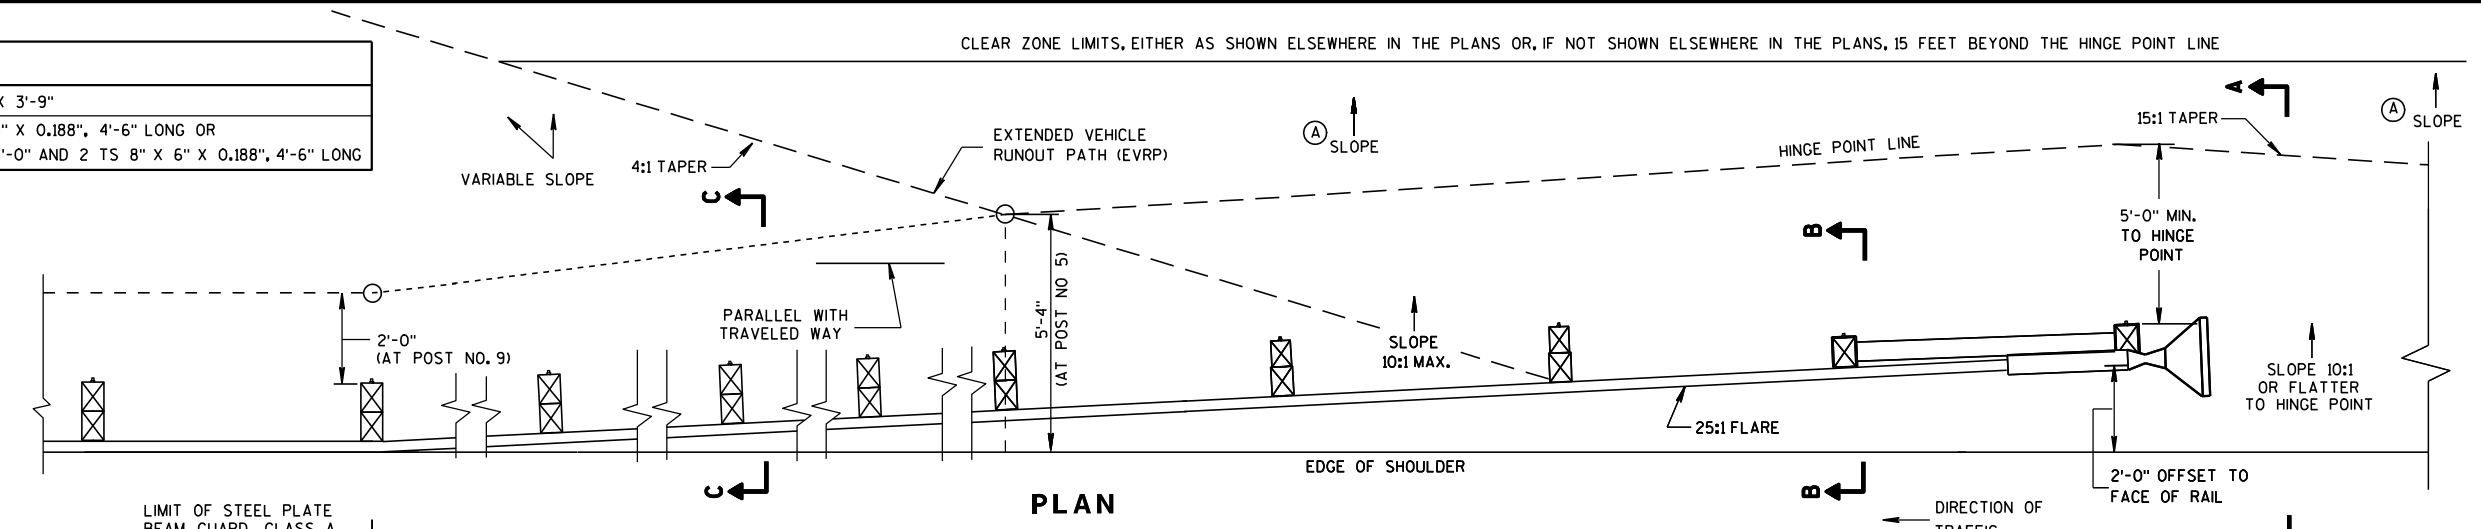 CLEAR ZONE LIMITS, EITHER AS SHOWN ELSEWHERE IN THE PLANS OR, IF NOT SHOWN ELSEWHERE IN THE PLANS, 15 FEET BEYOND THE HINGE POINT LINE
X 3'-9"
" X 0.188", 4'-6" LONG OR
'-0" AND 2 TS 8" X 6" X 0.188", 4'-6" LONG
VARIABLE SLOPE
4:1 TAPER
EXTENDED VEHICLE
RUNOUT PATH (EVRP)
A
SLOPE
HINGE POINT LINE
15:1 TAPER
A
A
SLOPE
C
B
5'-0" MIN.
TO HINGE
POINT
PARALLEL WITH
TRAVELED WAY
2'-0"
(AT POST NO. 9)
5'-4"
(AT POST NO 5)
SLOPE
10:1 MAX.
SLOPE 10:1
OR FLATTER
TO HINGE POINT
25:1 FLARE
EDGE OF SHOULDER
2'-0" OFFSET TO
FACE OF RAIL
C
B
PLAN
LIMIT OF STEEL PLATE
BEAM GUARD, CLASS A
DIRECTION OF
TRAFFIC